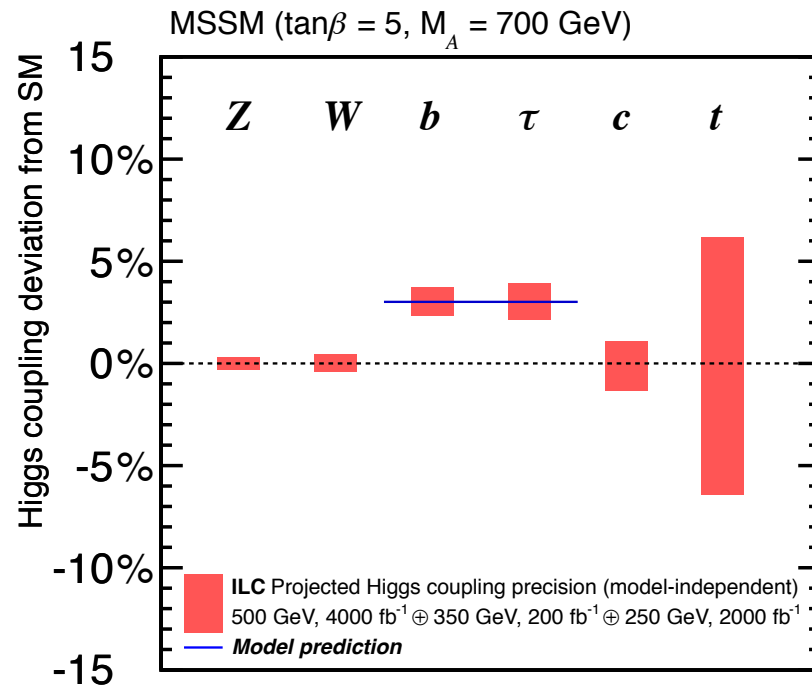 MSSM (tanβ = 5, M_A = 700 GeV)
Higgs coupling deviation from SM
15
10%
5%
0%
-5%
-10%
-15
Z W b τ c t
ILC Projected Higgs coupling precision (model-independent)
500 GeV, 4000 fb⁻¹ ⊕ 350 GeV, 200 fb⁻¹ ⊕ 250 GeV, 2000 fb⁻¹
Model prediction